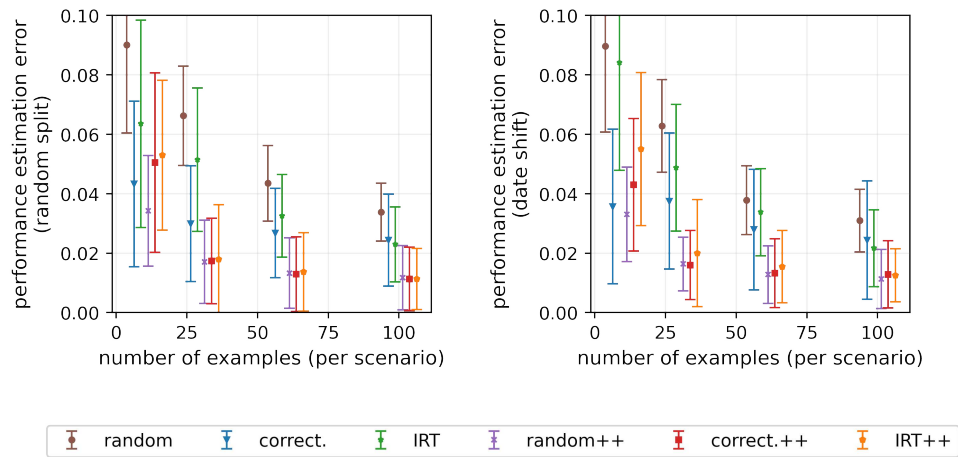 performance estimation error
(random split)
0.10
0.08
0.06
0.04
0.02
0.00
0 25 50 75 100
number of examples (per scenario)
performance estimation error
(date shift)
0.10
0.08
0.06
0.04
0.02
0.00
0 25 50 75 100
number of examples (per scenario)
random correct. IRT random++ correct.++ IRT++